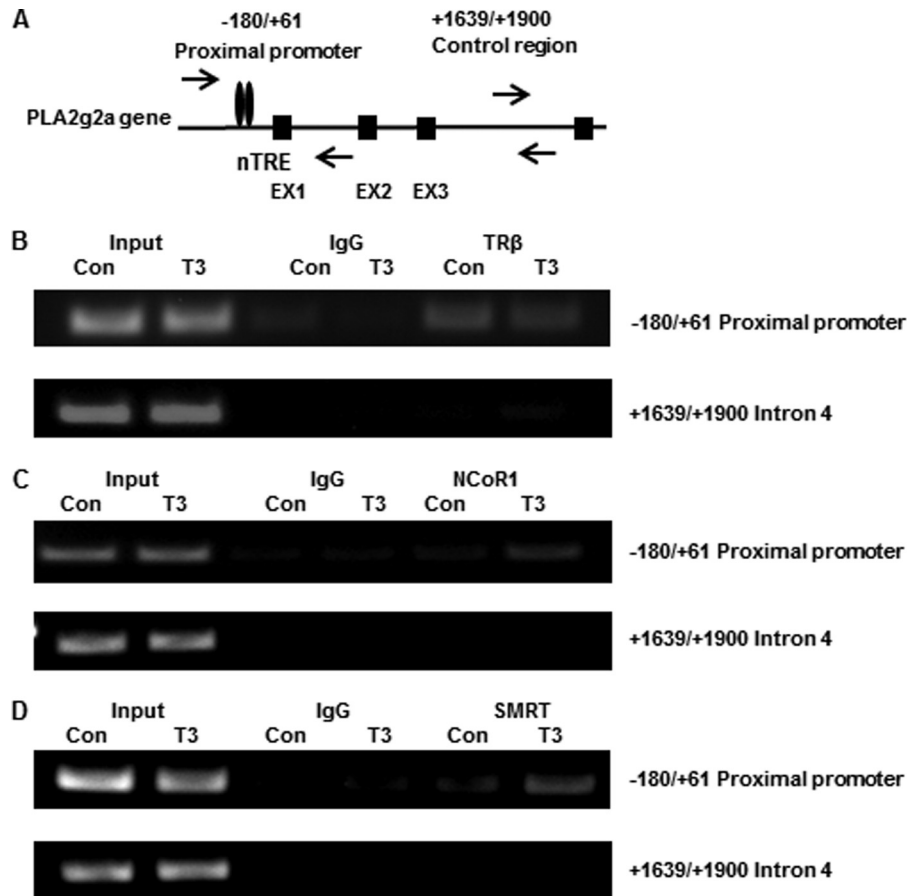 A
-180/+61
Proximal promoter
+1639/+1900
Control region
PLA2g2a gene
nTRE
EX1 EX2 EX3
B
Input IgG TRβ
Con T3 Con T3 Con T3
-180/+61 Proximal promoter
+1639/+1900 Intron 4
C
Input IgG NCoR1
Con T3 Con T3 Con T3
-180/+61 Proximal promoter
+1639/+1900 Intron 4
D
Input IgG SMRT
Con T3 Con T3 Con T3
-180/+61 Proximal promoter
+1639/+1900 Intron 4